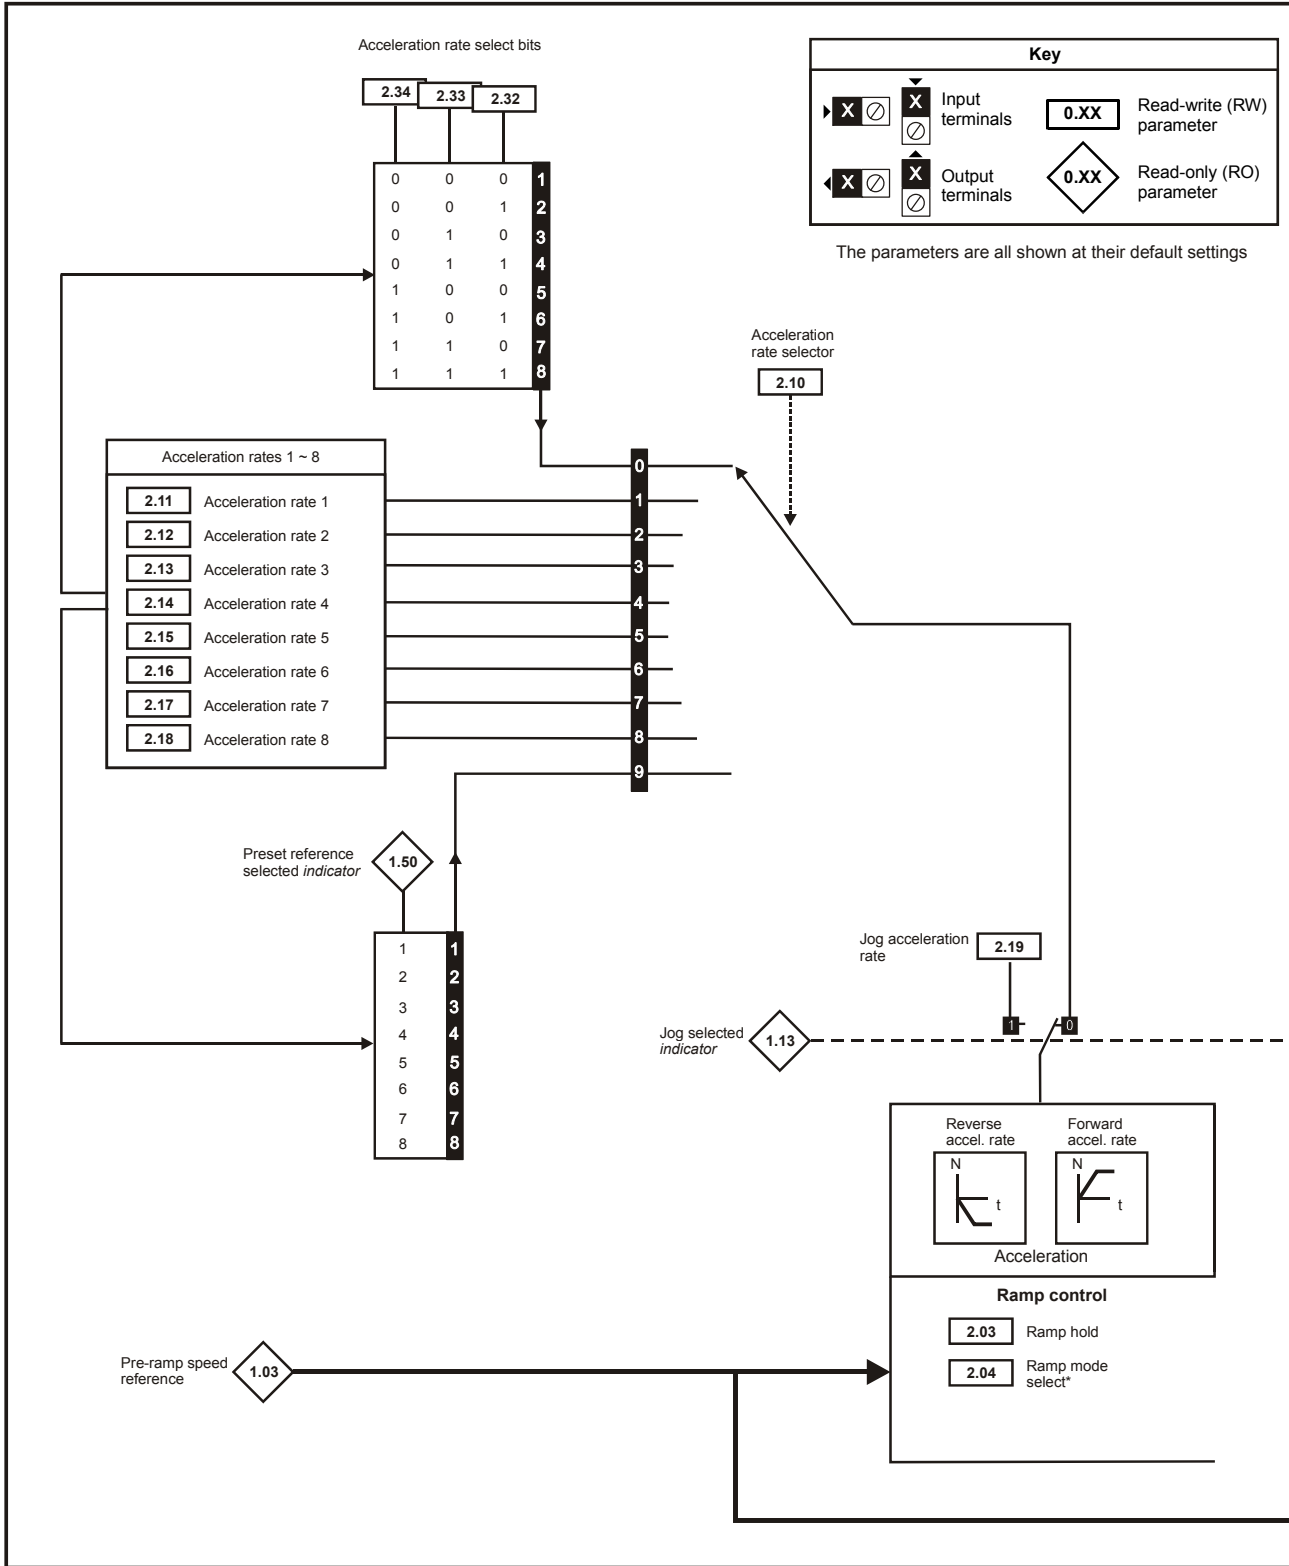 Acceleration rate select bits
2.34 2.33 2.32
0 0 0 1
0 0 1 2
0 1 0 3
0 1 1 4
1 0 0 5
1 0 1 6
1 1 0 7
1 1 1 8
Key
X Input terminals
X
0.XX Read-write (RW) parameter
X Output terminals
X
0.XX Read-only (RO) parameter
The parameters are all shown at their default settings
Acceleration
rate selector
2.10
Acceleration rates 1 ~ 8
2.11 Acceleration rate 1
2.12 Acceleration rate 2
2.13 Acceleration rate 3
2.14 Acceleration rate 4
2.15 Acceleration rate 5
2.16 Acceleration rate 6
2.17 Acceleration rate 7
2.18 Acceleration rate 8
0
1
2
3
4
5
6
7
8
9
Preset reference
selected indicator
1.50
1 1
2 2
3 3
4 4
5 5
6 6
7 7
8 8
Jog acceleration
rate
2.19
1 0
Jog selected
indicator
1.13
Reverse
accel. rate
N
t
Forward
accel. rate
N
t
Acceleration
Ramp control
2.03 Ramp hold
2.04 Ramp mode
select*
Pre-ramp speed
reference
1.03